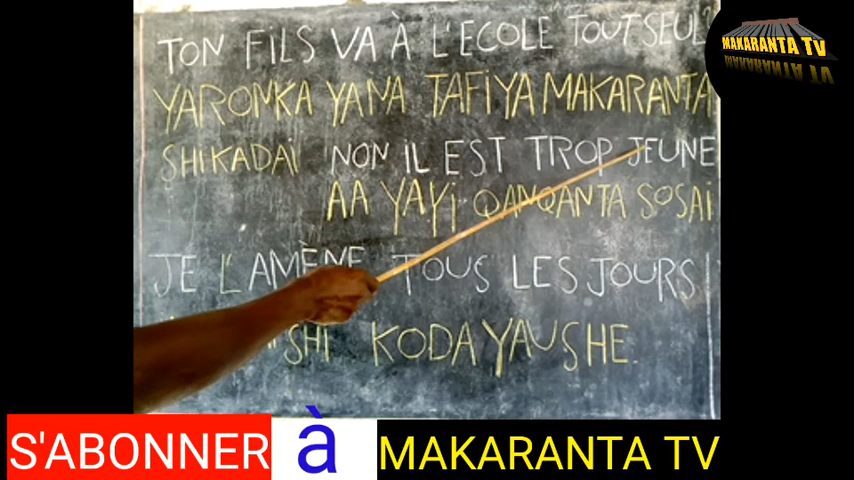 TON FILS VA À L'ECOLE TOUT SEUL?
YARONKA YANA TAFIYA MAKARANTA
SHIKADAI NON IL EST TROP JEUNE
AA YAYI QANQANTA SOSAI
JE L'AMÈNE TOUS LES JOURS
SHI KODA YAUSHE.
MAKARANTA TV
S'ABONNER à MAKARANTA TV